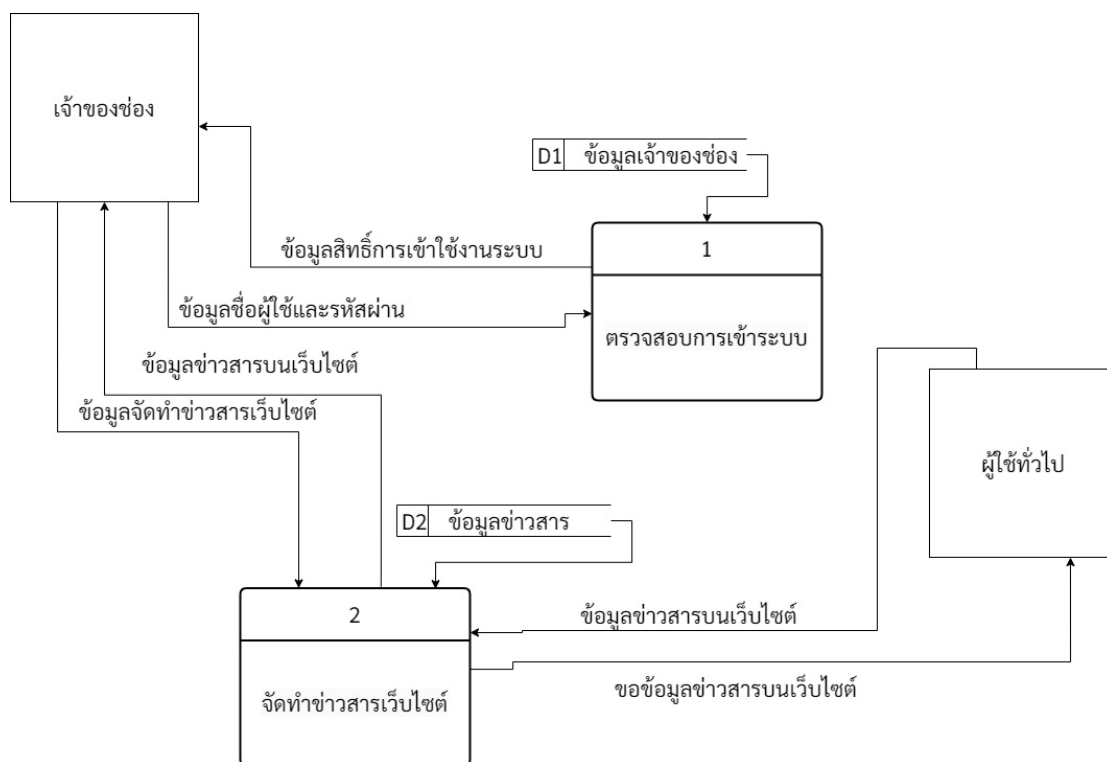 เจ้าของช่อง
D1 ข้อมูลเจ้าของช่อง
1
ข้อมูลสิทธิ์การเข้าใช้งานระบบ
ข้อมูลชื่อผู้ใช้และรหัสผ่าน
ตรวจสอบการเข้าระบบ
ข้อมูลข่าวสารบนเว็บไซต์
ข้อมูลจัดทำข่าวสารเว็บไซต์
ผู้ใช้ทั่วไป
D2 ข้อมูลข่าวสาร
2
ข้อมูลข่าวสารบนเว็บไซต์
ขอข้อมูลข่าวสารบนเว็บไซต์
จัดทำข่าวสารเว็บไซต์